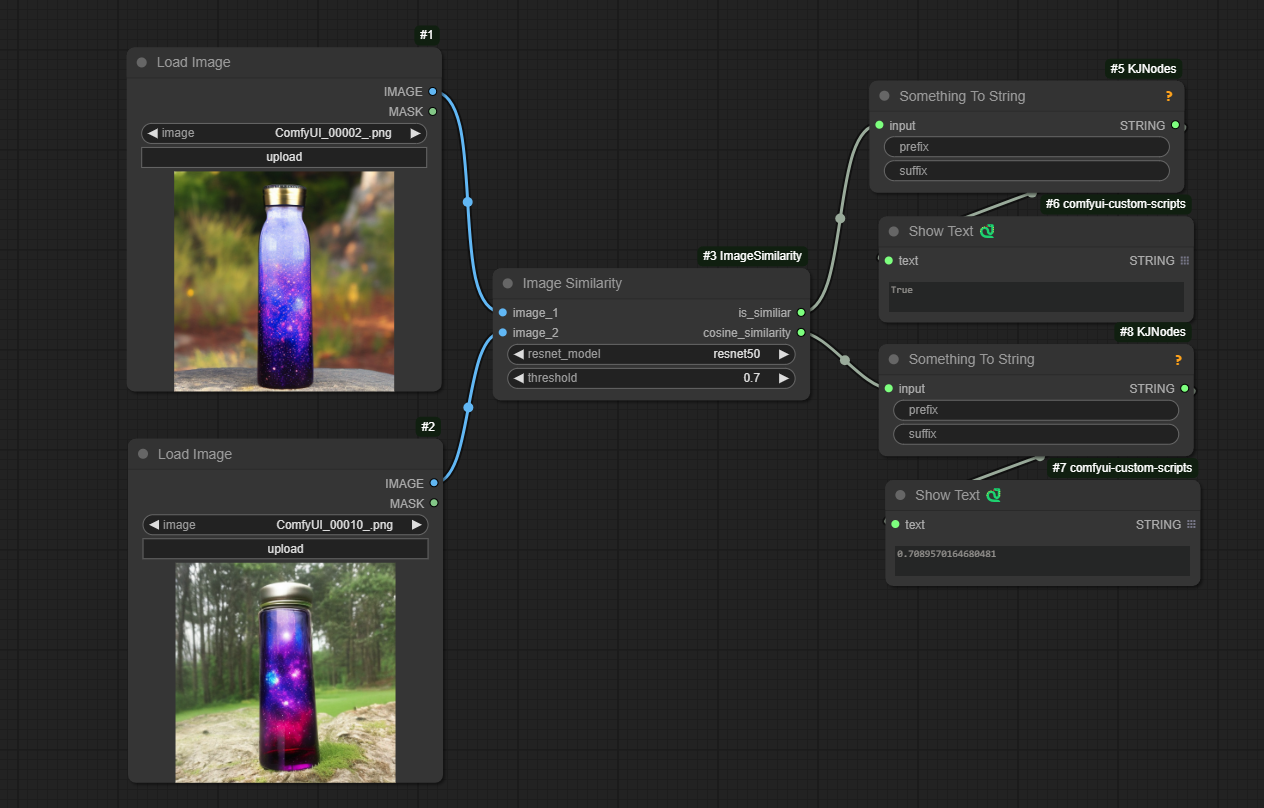 #1
Load Image
IMAGE
MASK
image ComfyUI_00002_.png
upload
#2
Load Image
IMAGE
MASK
image ComfyUI_00010_.png
upload
#3 ImageSimilarity
Image Similarity
image_1 is_similiar
image_2 cosine_similarity
resnet_model resnet50
threshold 0.7
#5 KJNodes
Something To String ?
input STRING
prefix
suffix
#6 comfyui-custom-scripts
Show Text
text STRING
True
#8 KJNodes
Something To String ?
input STRING
prefix
suffix
#7 comfyui-custom-scripts
Show Text
text STRING
0.7089570164680481